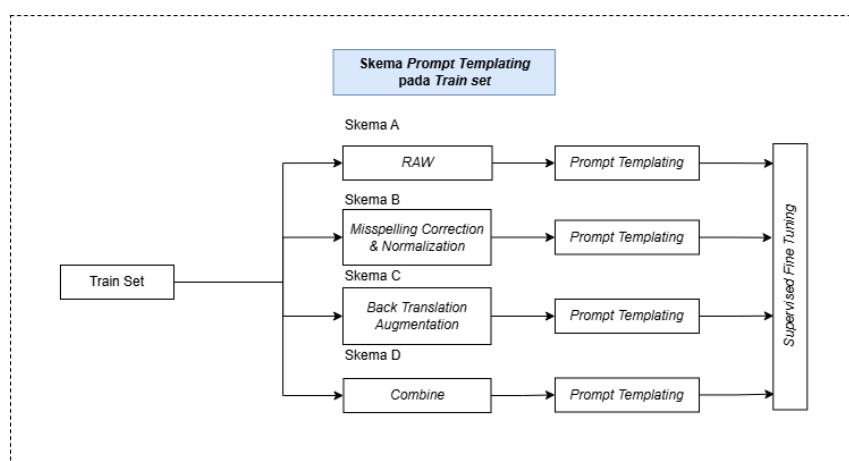 Skema Prompt Templating
pada Train set
Skema A
RAW
Prompt Templating
Skema B
Misspelling Correction
& Normalization
Prompt Templating
Train Set
Skema C
Back Translation
Augmentation
Prompt Templating
Skema D
Combine
Prompt Templating
Supervised Fine Tuning